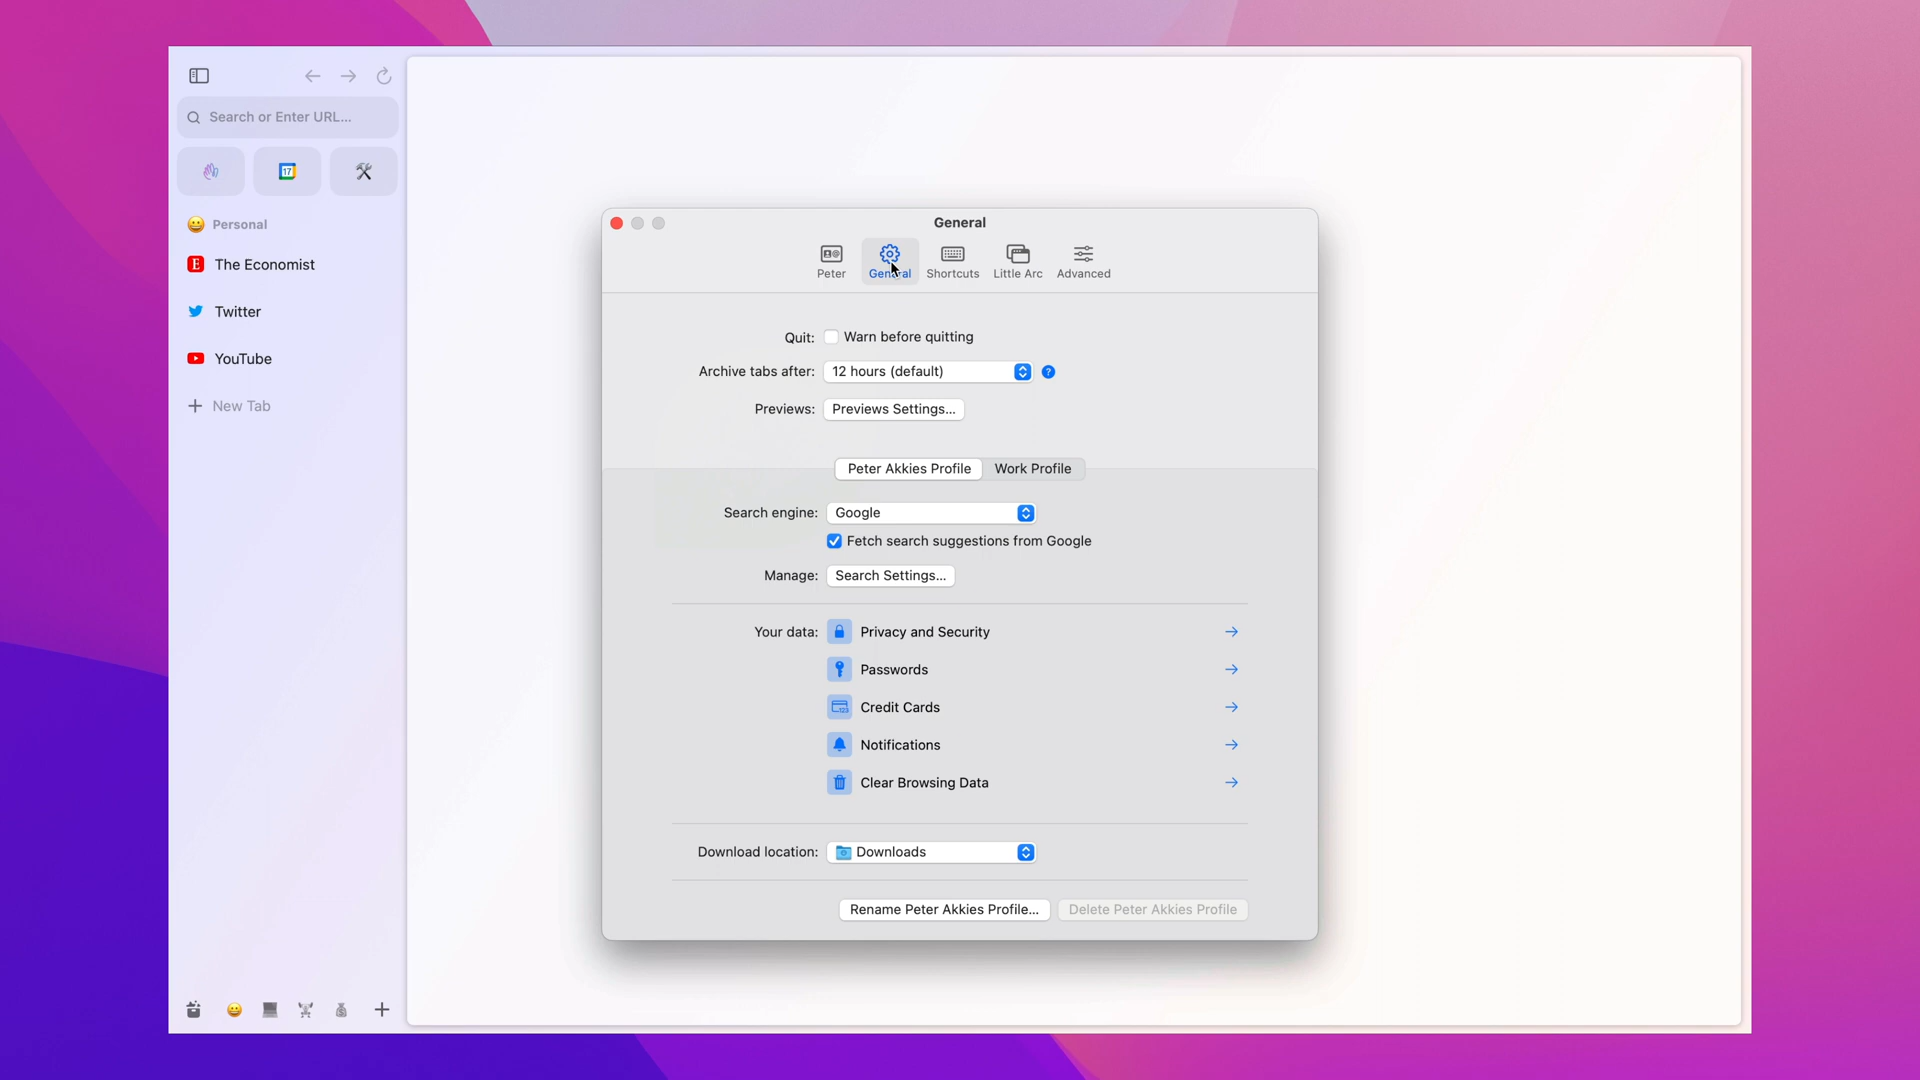 Search or Enter URL...
17
Personal
The Economist
Twitter
YouTube
New Tab
General
Peter General Shortcuts Little Arc Advanced
Quit: Warn before quitting
Archive tabs after: 12 hours (default) ?
Previews: Previews Settings...
Peter Akkies Profile Work Profile
Search engine: Google
Fetch search suggestions from Google
Manage: Search Settings...
Your data: Privacy and Security
Passwords
Credit Cards
Notifications
Clear Browsing Data
Download location: Downloads
Rename Peter Akkies Profile... Delete Peter Akkies Profile